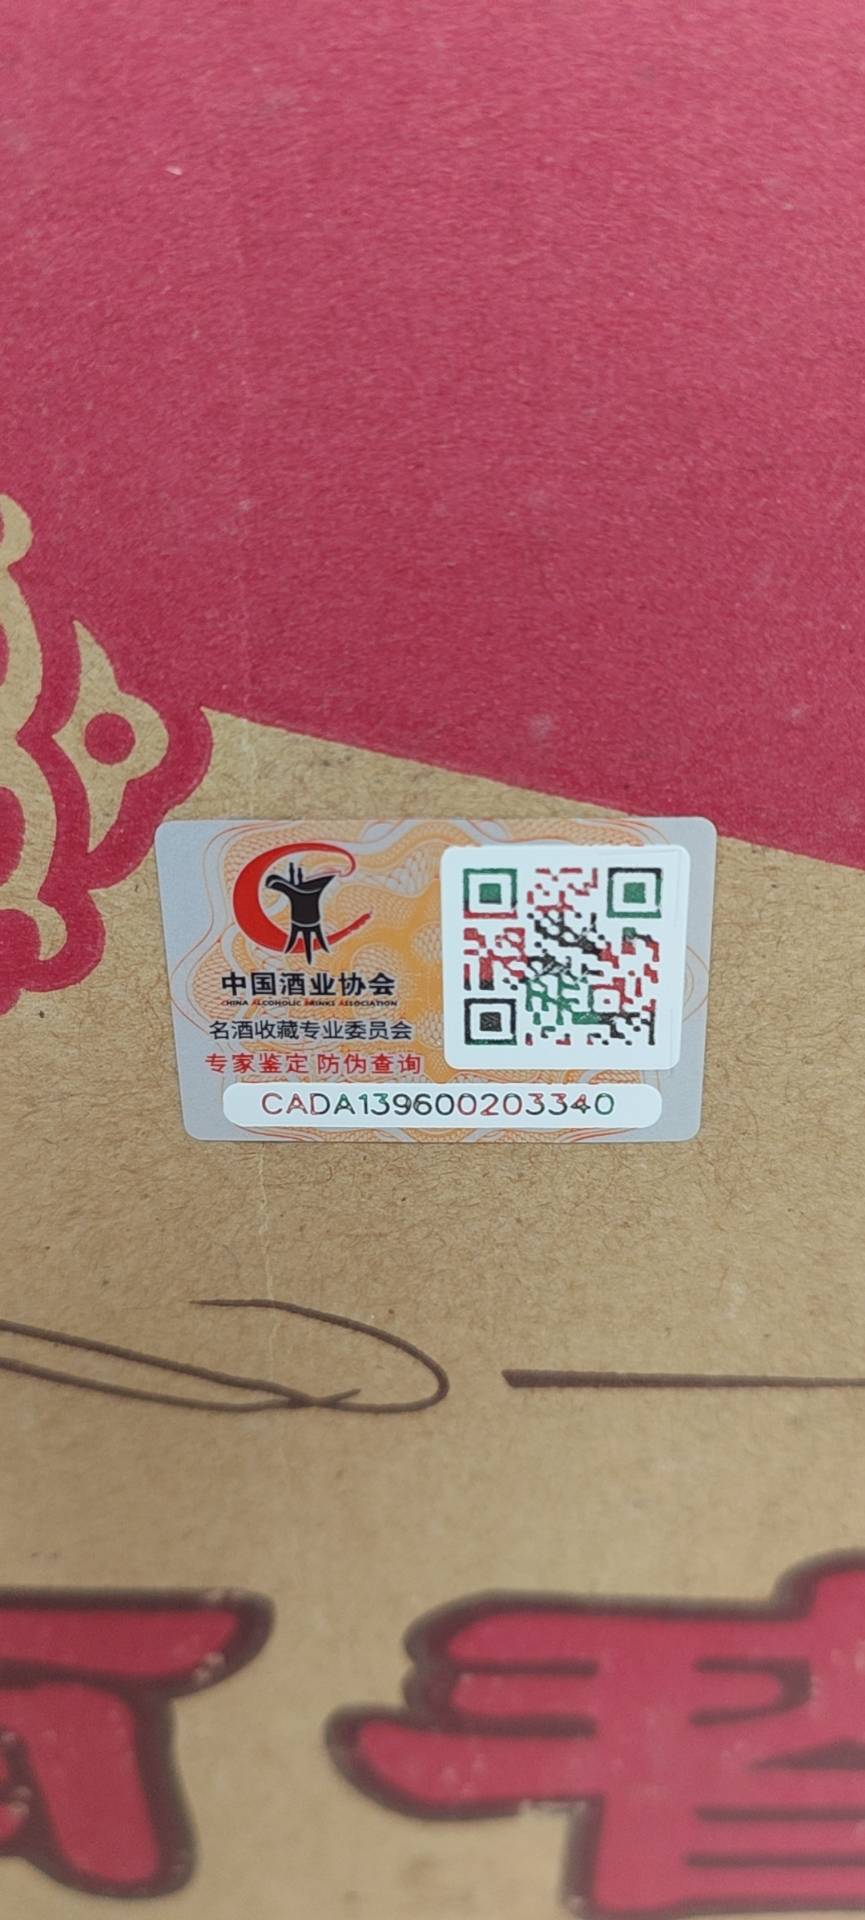 中国酒业协会
CHINA ALCOHOLIC DRINKS ASSOCIATION
名酒收藏专业委员会
专家鉴定 防伪查询
CADA139600203340